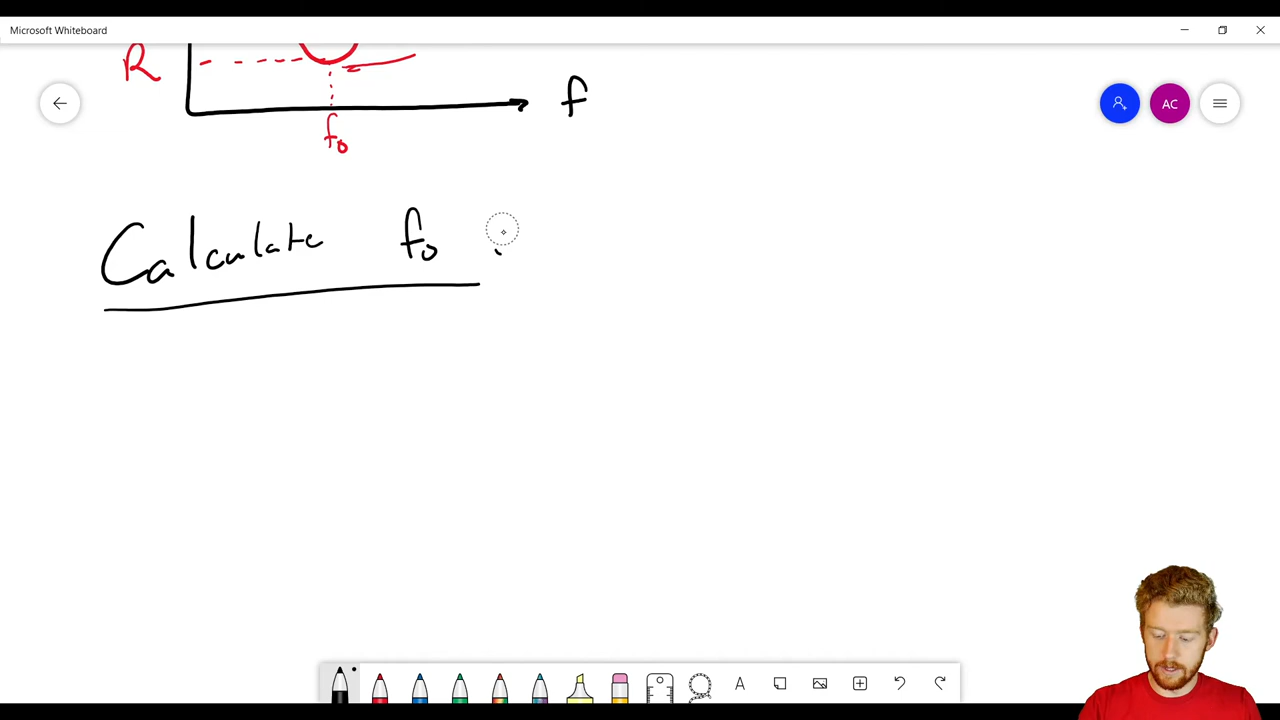 Microsoft Whiteboard
R
f
f₀
AC
Calculate f₀ :
A